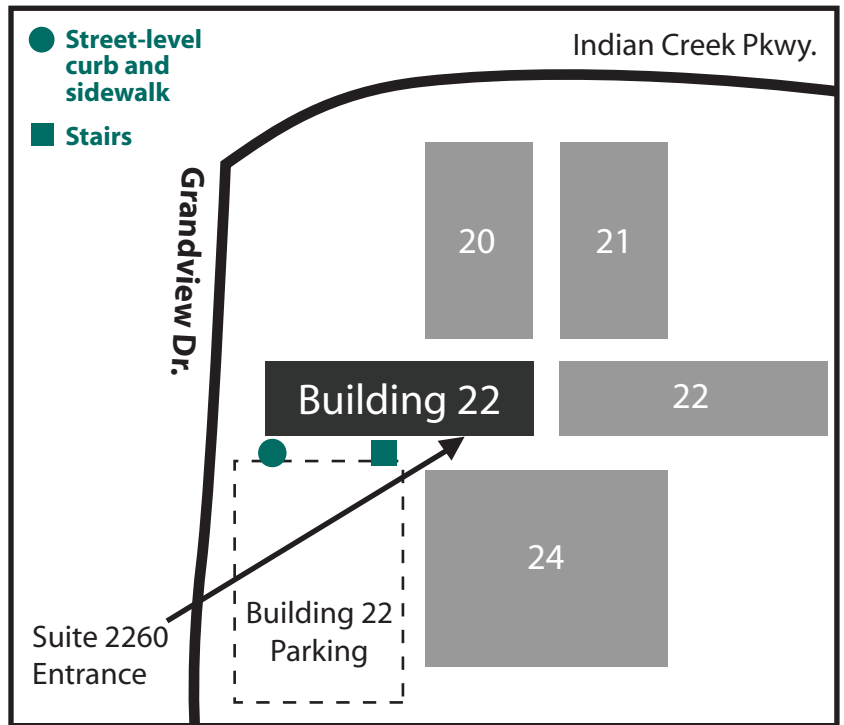 Street-level
curb and
sidewalk
Stairs
Indian Creek Pkwy.
Grandview Dr.
20
21
Building 22
22
24
Building 22
Parking
Suite 2260
Entrance